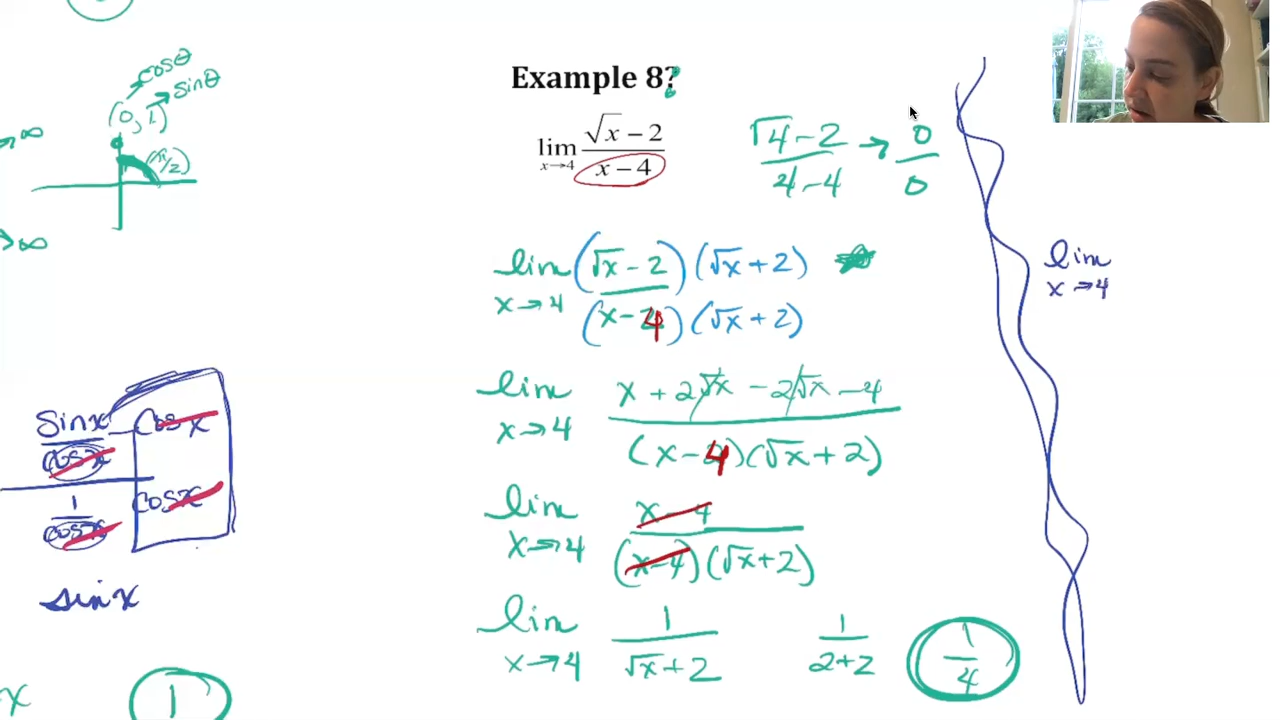 cosθ
sinθ
(0, 1)
(π/2)
→ ∞
→ ∞
sinx cosx
cosx
1 cosx
cosx
sinx
x
1
Example 8?
lim x→4 √x − 2 / x − 4
√4 − 2 / 4 − 4 → 0 / 0
lim x→4 (√x − 2)(√x + 2) / (x − 4)(√x + 2)
lim x→4
lim x→4 x + 2√x − 2√x − 4 / (x − 4)(√x + 2)
lim x→4 x − 4 / (x − 4)(√x + 2)
lim x→4 1 / √x + 2
1 / 2+2
1 / 4